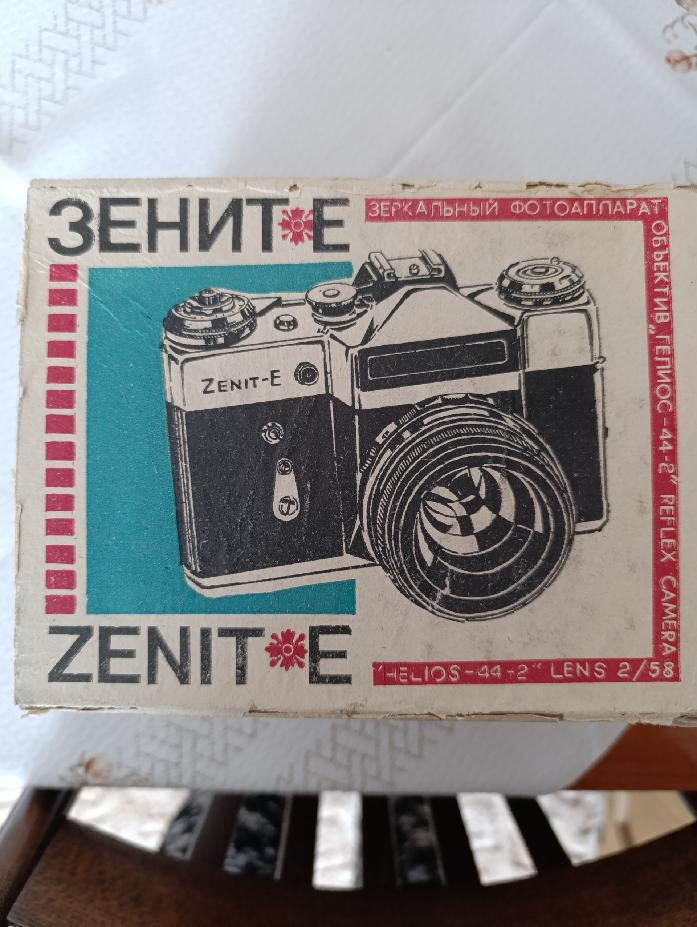 ЗЕНИТ*Е
ЗЕРКАЛЬНЫЙ ФОТОАППАРАТ
ОБЪЕКТИВ „ГЕЛИОС-44-2" REFLEX CAMERA
ZENIT-E
ZENIT*E
"HELIOS-44-2" LENS 2/58